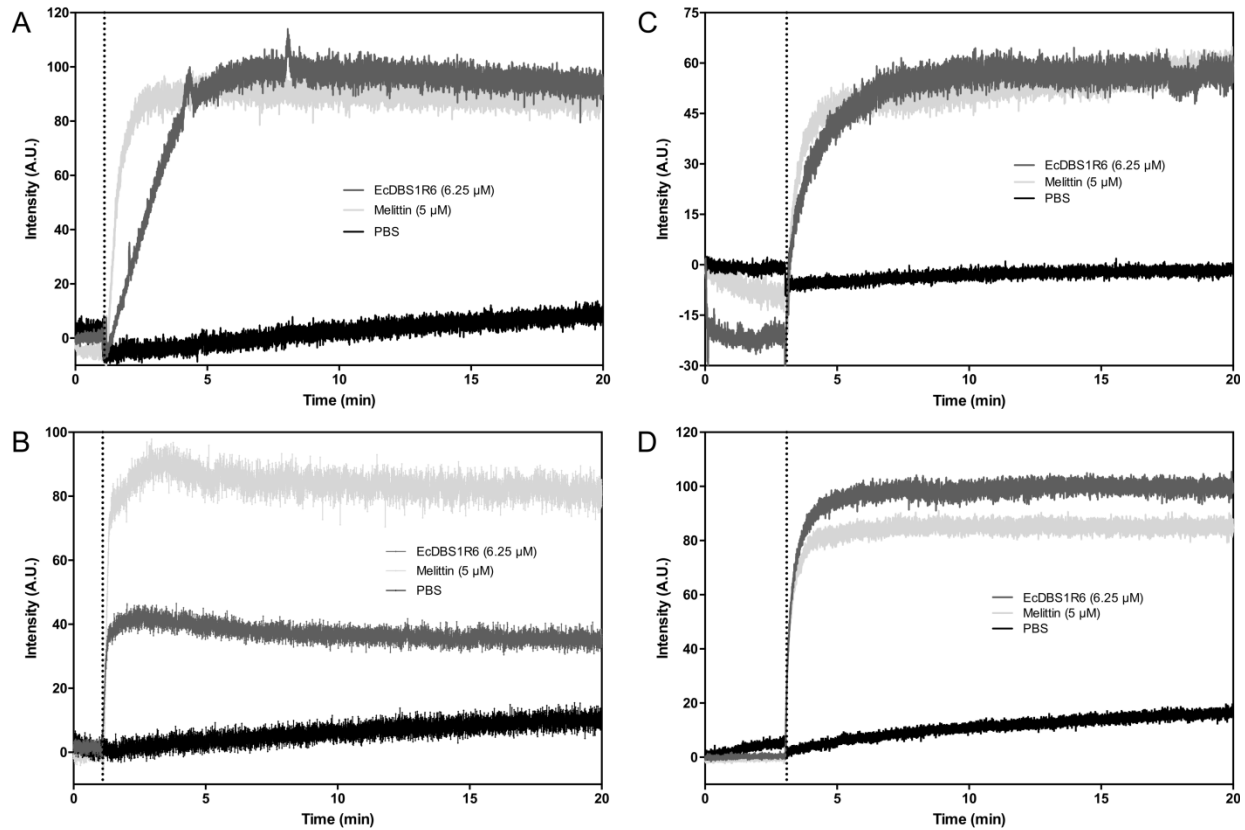 A
Intensity (A.U.)
120
100
80
60
40
20
0
EcDBS1R6 (6.25 µM)
Melittin (5 µM)
PBS
0 5 10 15 20
Time (min)
C
Intensity (A.U.)
75
60
45
30
15
0
-15
-30
EcDBS1R6 (6.25 µM)
Melittin (5 µM)
PBS
0 5 10 15 20
Time (min)
B
Intensity (A.U.)
100
80
60
40
20
0
EcDBS1R6 (6.25 µM)
Melittin (5 µM)
PBS
0 5 10 15 20
Time (min)
D
Intensity (A.U.)
120
100
80
60
40
20
0
EcDBS1R6 (6.25 µM)
Melittin (5 µM)
PBS
0 5 10 15 20
Time (min)